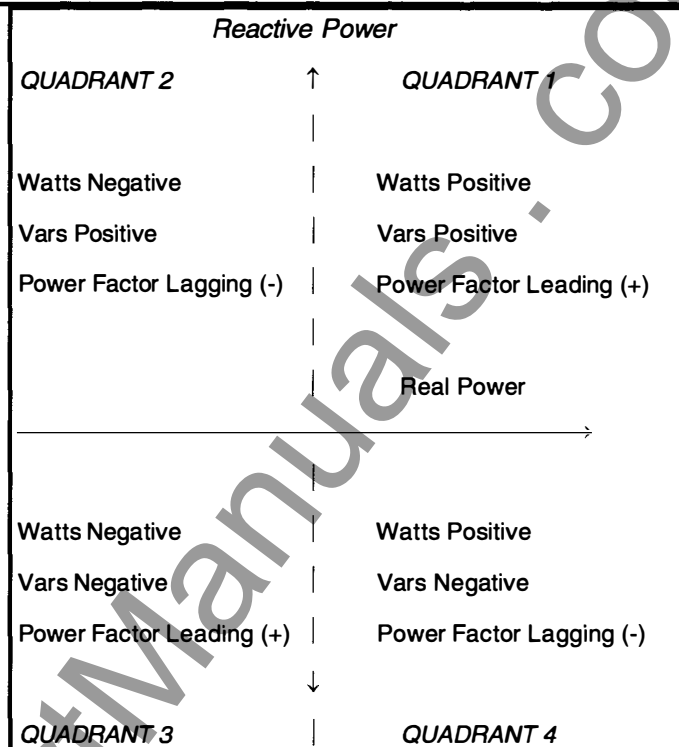 Reactive Power
QUADRANT 2 ↑ QUADRANT 1
Watts Negative Watts Positive
Vars Positive Vars Positive
Power Factor Lagging (-) Power Factor Leading (+)
Real Power
Watts Negative Watts Positive
Vars Negative Vars Negative
Power Factor Leading (+) Power Factor Lagging (-)
↓
QUADRANT 3 QUADRANT 4
tManuals . co